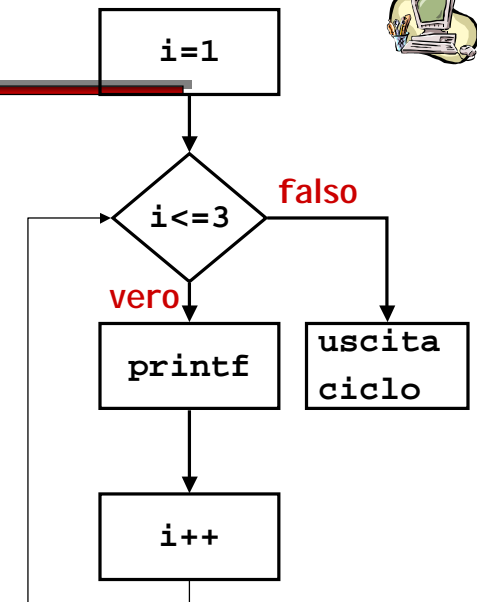 i=1
i<=3
falso
vero
printf
uscita
ciclo
i++